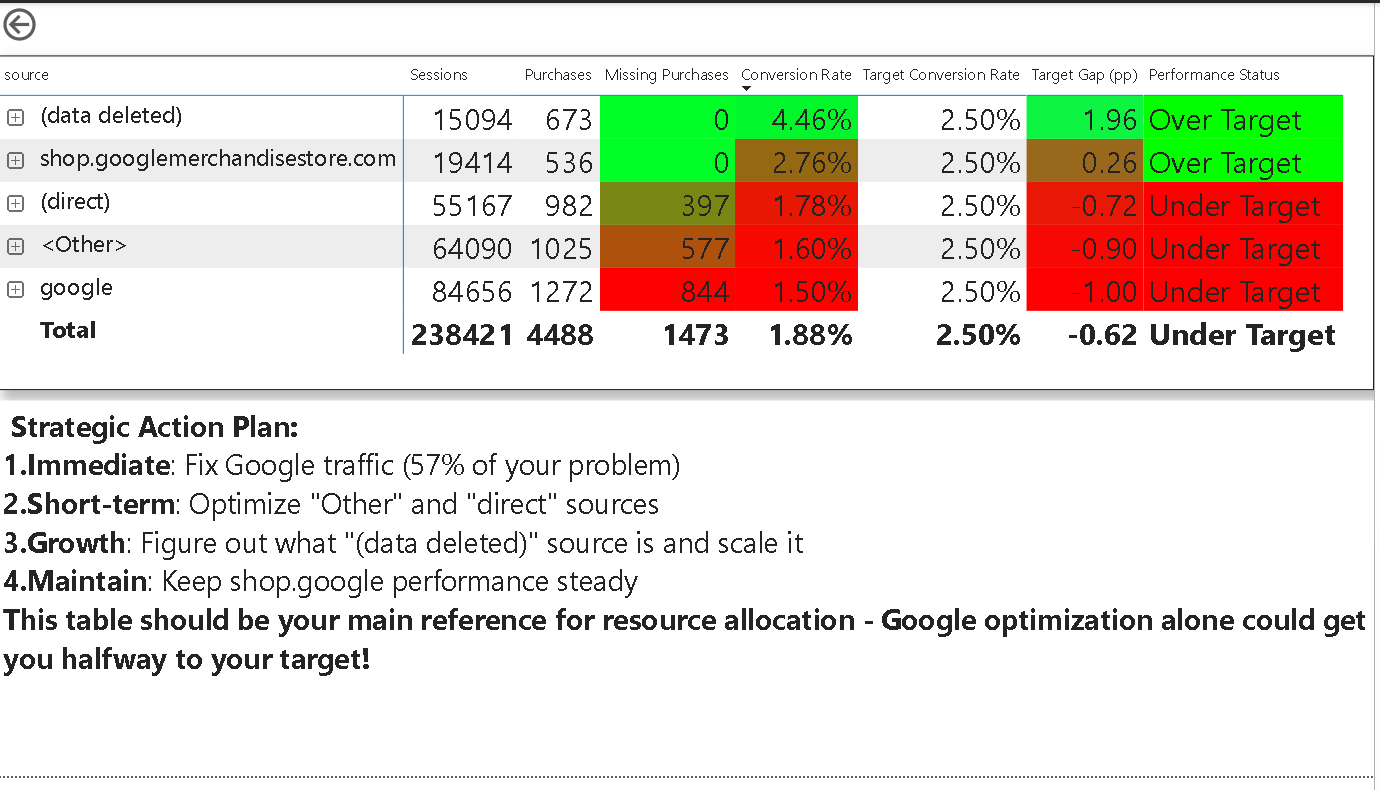 source Sessions Purchases Missing Purchases Conversion Rate Target Conversion Rate Target Gap (pp) Performance Status
(data deleted) 15094 673 0 4.46% 2.50% 1.96 Over Target
shop.googlemerchandisestore.com 19414 536 0 2.76% 2.50% 0.26 Over Target
(direct) 55167 982 397 1.78% 2.50% -0.72 Under Target
<Other> 64090 1025 577 1.60% 2.50% -0.90 Under Target
google 84656 1272 844 1.50% 2.50% -1.00 Under Target
Total 238421 4488 1473 1.88% 2.50% -0.62 Under Target
Strategic Action Plan:
1.Immediate: Fix Google traffic (57% of your problem)
2.Short-term: Optimize "Other" and "direct" sources
3.Growth: Figure out what "(data deleted)" source is and scale it
4.Maintain: Keep shop.google performance steady
This table should be your main reference for resource allocation - Google optimization alone could get
you halfway to your target!